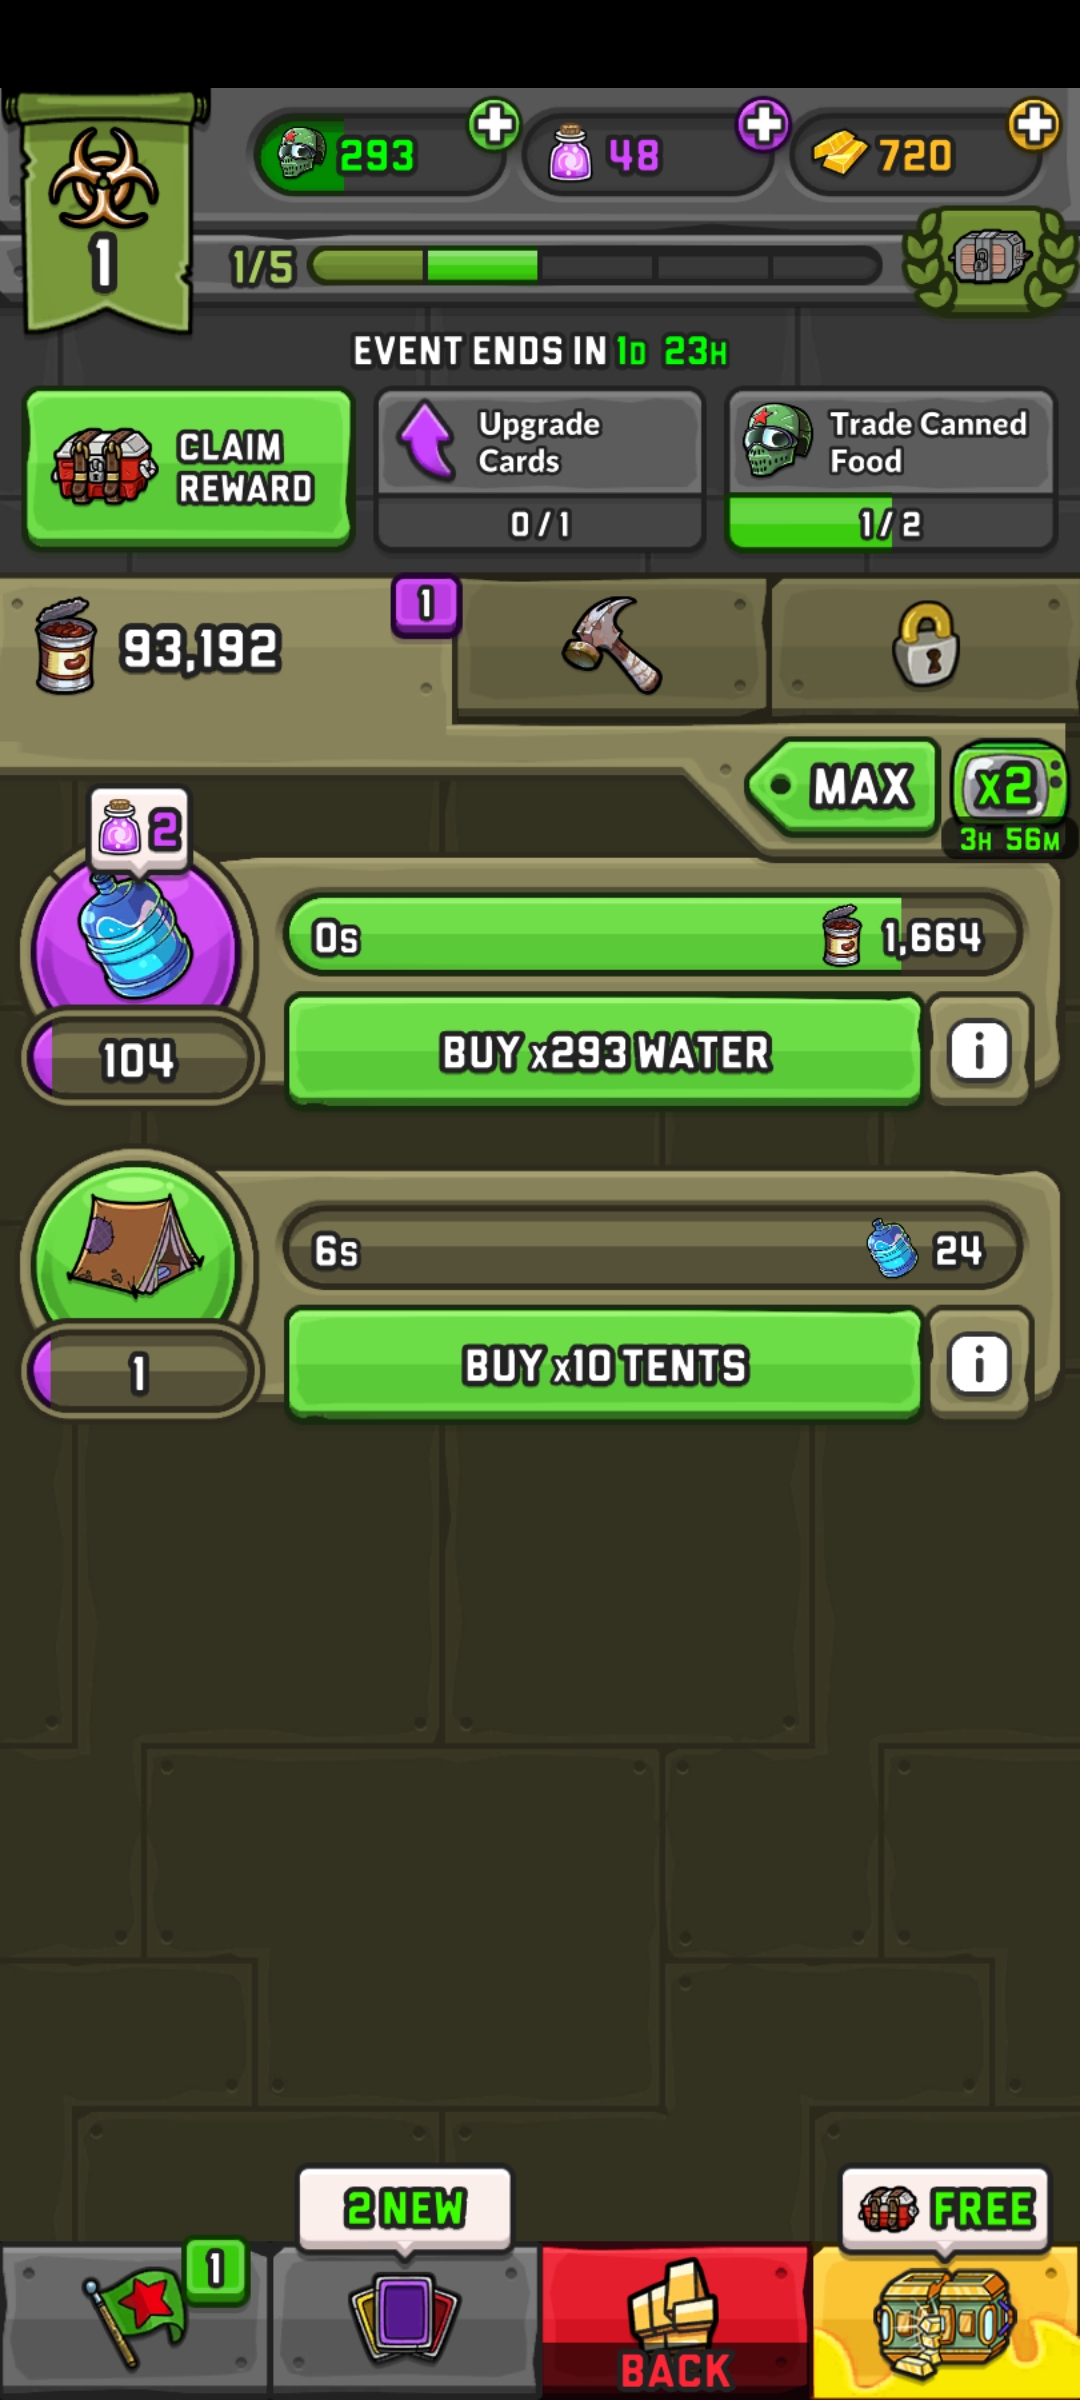 293
48
720
1
1/5
EVENT ENDS IN 1D 23H
CLAIM
REWARD
Upgrade
Cards
0/1
Trade Canned
Food
1/2
93,192
1
MAX
x2
3H 56M
2
0s
1,664
104
BUY x293 WATER
i
6s
24
1
BUY x10 TENTS
i
2 NEW
FREE
1
BACK